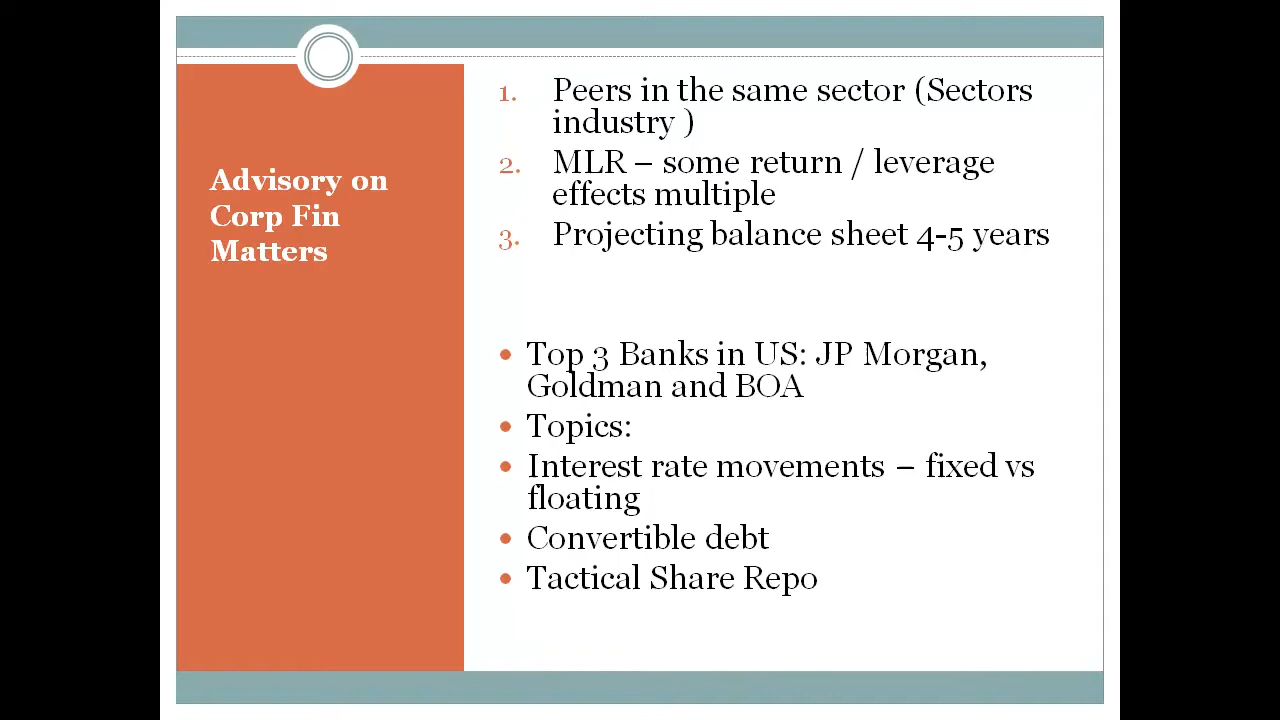 Advisory on
Corp Fin
Matters
1. Peers in the same sector (Sectors
industry )
2. MLR – some return / leverage
effects multiple
3. Projecting balance sheet 4-5 years
• Top 3 Banks in US: JP Morgan,
Goldman and BOA
• Topics:
• Interest rate movements – fixed vs
floating
• Convertible debt
• Tactical Share Repo